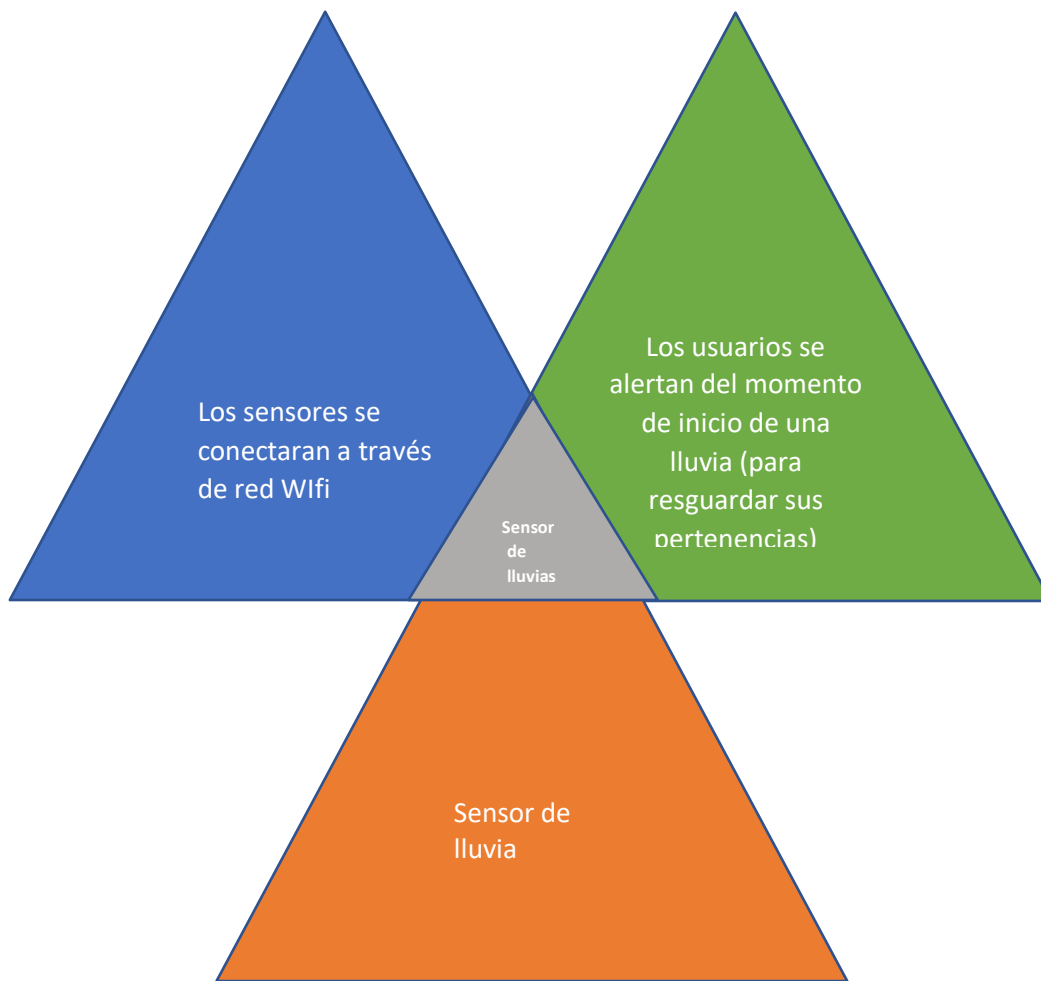 Los sensores se
conectaran a través
de red WIfi
Los usuarios se
alertan del momento
de inicio de una
lluvia (para
resguardar sus
pertenencias)
Sensor
de
lluvias
Sensor de
lluvia